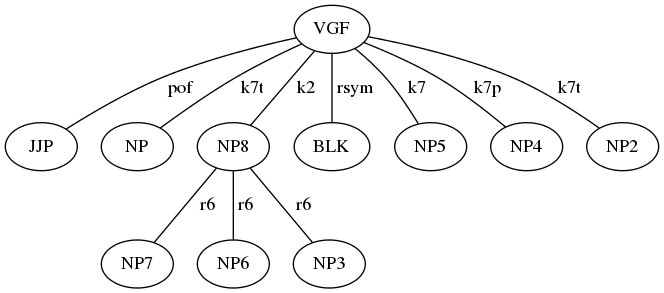 VGF
pof k7t k2 rsym k7 k7p k7t
JJP NP NP8 BLK NP5 NP4 NP2
r6 r6 r6
NP7 NP6 NP3